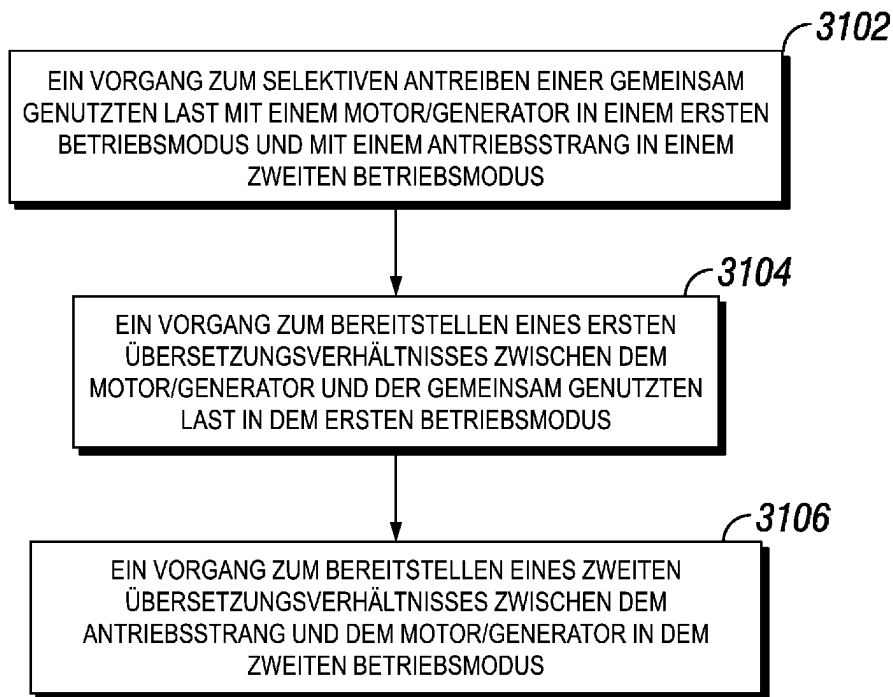 3102
EIN VORGANG ZUM SELEKTIVEN ANTREIBEN EINER GEMEINSAM
GENUTZTEN LAST MIT EINEM MOTOR/GENERATOR IN EINEM ERSTEN
BETRIEBSMODUS UND MIT EINEM ANTRIEBSSTRANG IN EINEM
ZWEITEN BETRIEBSMODUS
3104
EIN VORGANG ZUM BEREITSTELLEN EINES ERSTEN
ÜBERSETZUNGSVERHÄLTNISSES ZWISCHEN DEM
MOTOR/GENERATOR UND DER GEMEINSAM GENUTZTEN
LAST IN DEM ERSTEN BETRIEBSMODUS
3106
EIN VORGANG ZUM BEREITSTELLEN EINES ZWEITEN
ÜBERSETZUNGSVERHÄLTNISSES ZWISCHEN DEM
ANTRIEBSSTRANG UND DEM MOTOR/GENERATOR IN DEM
ZWEITEN BETRIEBSMODUS